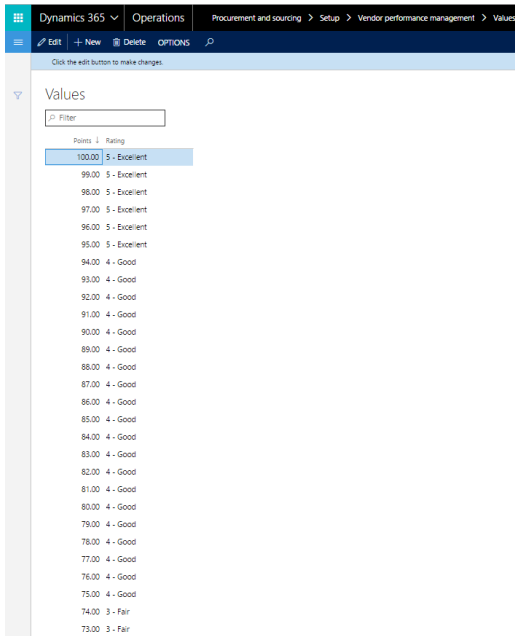 Dynamics 365 Operations Procurement and sourcing > Setup > Vendor performance management > Values
Edit + New Delete OPTIONS
Click the edit button to make changes.
Values
Filter
Points ↓ Rating
100.00 5 - Excellent
99.00 5 - Excellent
98.00 5 - Excellent
97.00 5 - Excellent
96.00 5 - Excellent
95.00 5 - Excellent
94.00 4 - Good
93.00 4 - Good
92.00 4 - Good
91.00 4 - Good
90.00 4 - Good
89.00 4 - Good
88.00 4 - Good
87.00 4 - Good
86.00 4 - Good
85.00 4 - Good
84.00 4 - Good
83.00 4 - Good
82.00 4 - Good
81.00 4 - Good
80.00 4 - Good
79.00 4 - Good
78.00 4 - Good
77.00 4 - Good
76.00 4 - Good
75.00 4 - Good
74.00 3 - Fair
73.00 3 - Fair